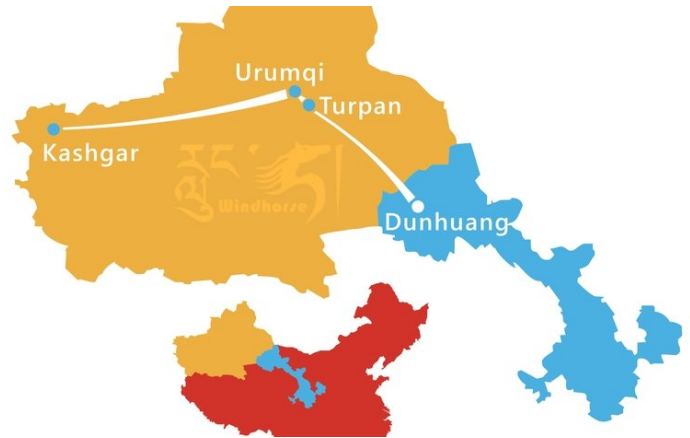 Urumqi
Turpan
Kashgar
རླུང་
རྟ།
Windhorse
Dunhuang